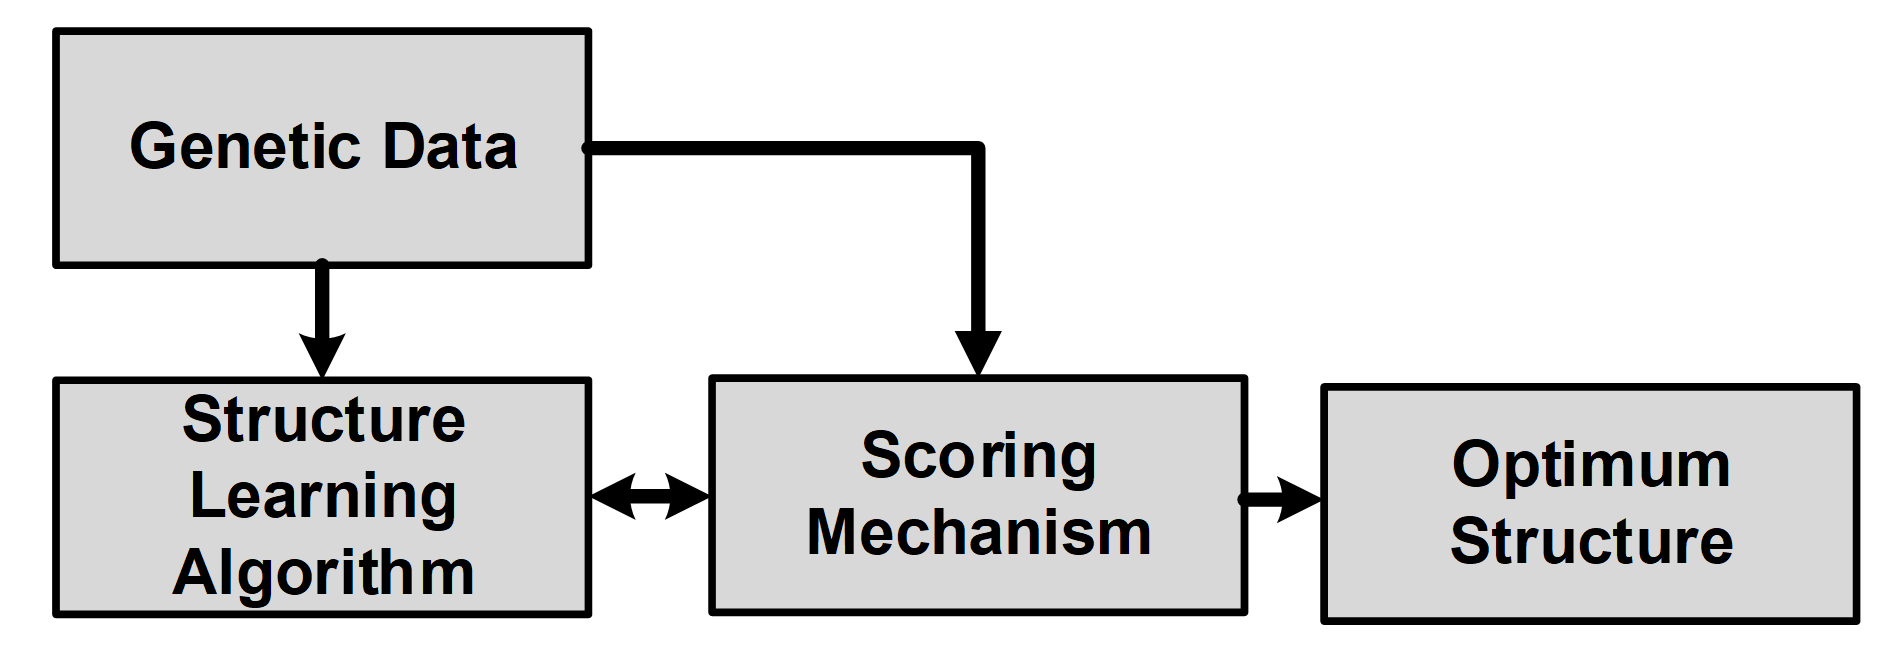 Genetic Data
Structure
Learning
Algorithm
Scoring
Mechanism
Optimum
Structure